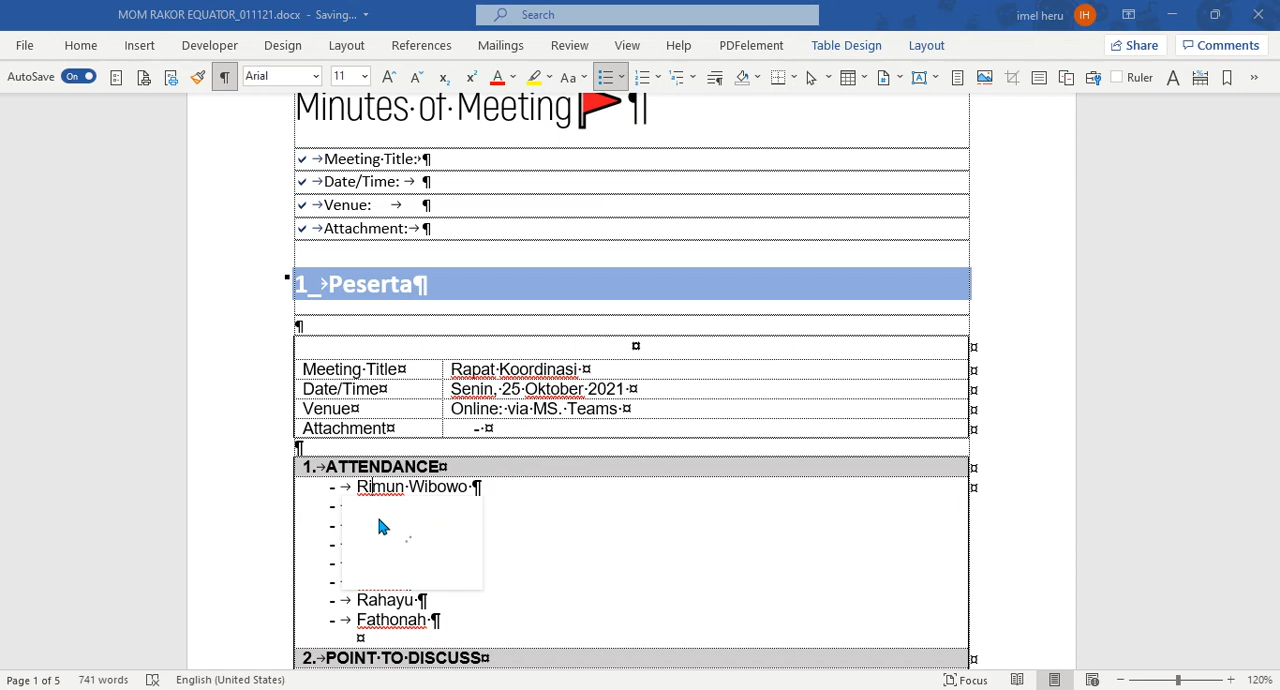 MOM RAKOR EQUATOR_011121.docx - Saving...
Search
imel heru
IH
File Home Insert Developer Design Layout References Mailings Review View Help PDFelement Table Design Layout Share Comments
AutoSave On Arial 11 Ruler
Minutes of Meeting ¶
✓ →Meeting·Title: ¶
✓ →Date/Time: → ¶
✓ →Venue: → ¶
✓ →Attachment:→ ¶
1_→Peserta¶
¶
¤ ¤
Meeting·Title¤ Rapat·Koordinasi·¤ ¤
Date/Time¤ Senin,·25·Oktober·2021·¤ ¤
Venue¤ Online:·via·MS.·Teams·¤ ¤
Attachment¤ -·¤ ¤
¶
1.→ATTENDANCE¤ ¤
- → Rimun·Wibowo·¶ ¤
- → Rahayu·¶
- → Fathonah·¶
¤
2.→POINT·TO·DISCUSS¤ ¤
Page 1 of 5 741 words English (United States) Focus 120%